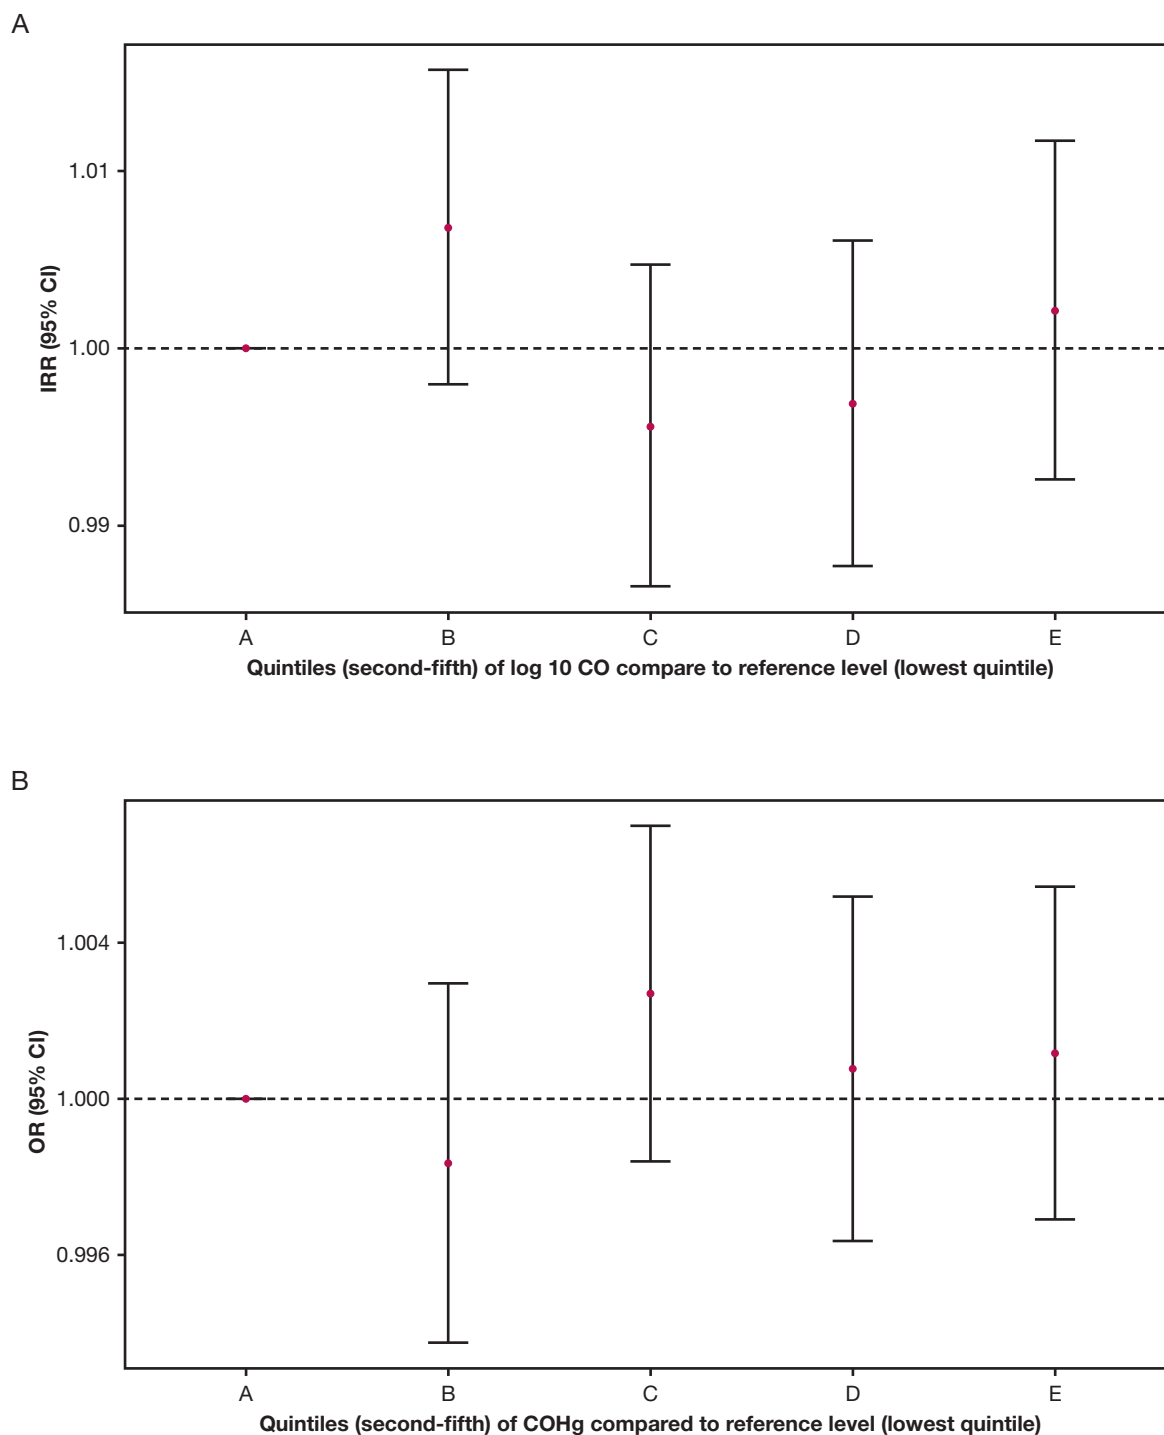 A
IRR (95% CI)
1.01
1.00
0.99
A B C D E
Quintiles (second-fifth) of log 10 CO compare to reference level (lowest quintile)
B
OR (95% CI)
1.004
1.000
0.996
A B C D E
Quintiles (second-fifth) of COHg compared to reference level (lowest quintile)